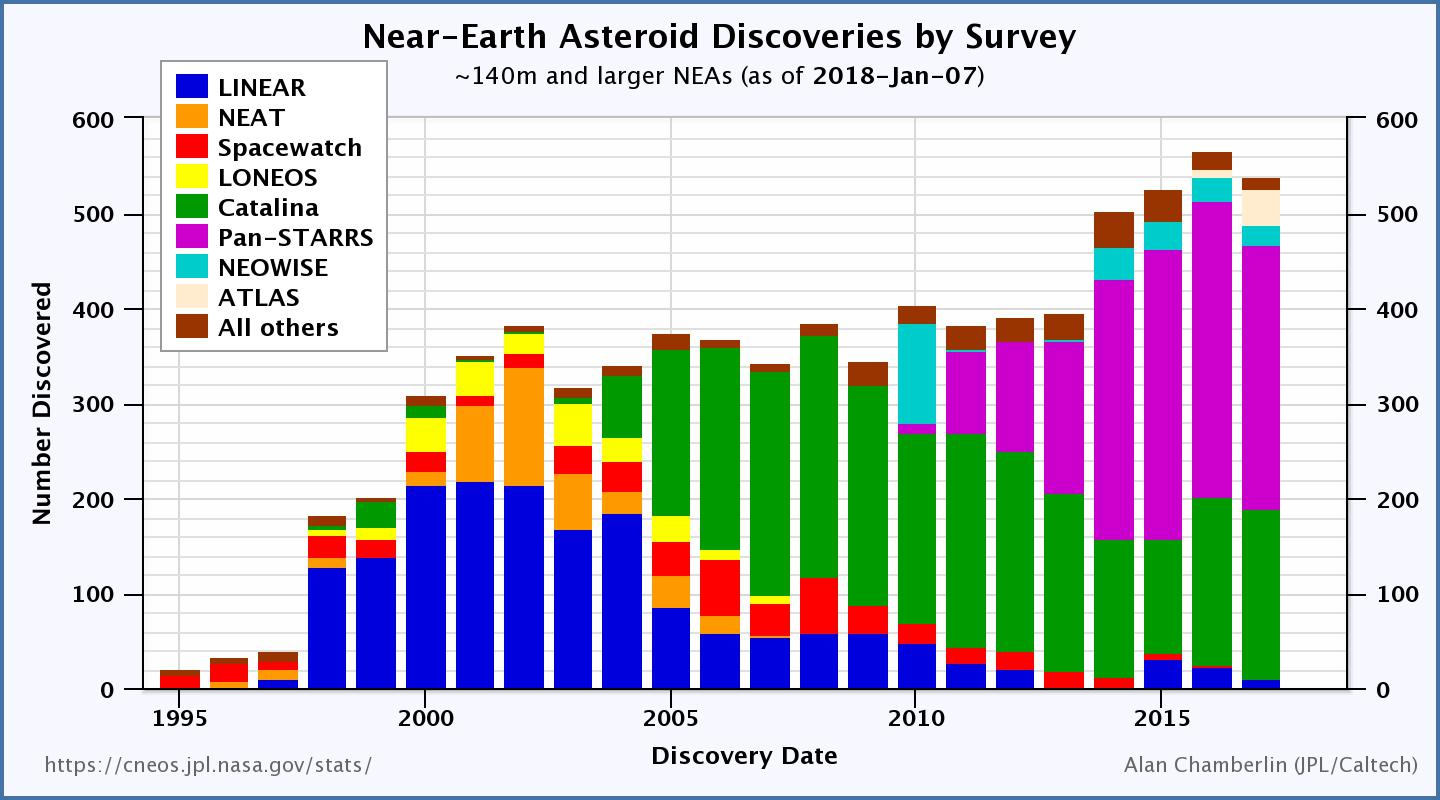 Near-Earth Asteroid Discoveries by Survey
~140m and larger NEAs (as of 2018-Jan-07)
LINEAR
NEAT
Spacewatch
LONEOS
Catalina
Pan-STARRS
NEOWISE
ATLAS
All others
Number Discovered
600
500
400
300
200
100
0
600
500
400
300
200
100
0
1995 2000 2005 2010 2015
Discovery Date
https://cneos.jpl.nasa.gov/stats/
Alan Chamberlin (JPL/Caltech)